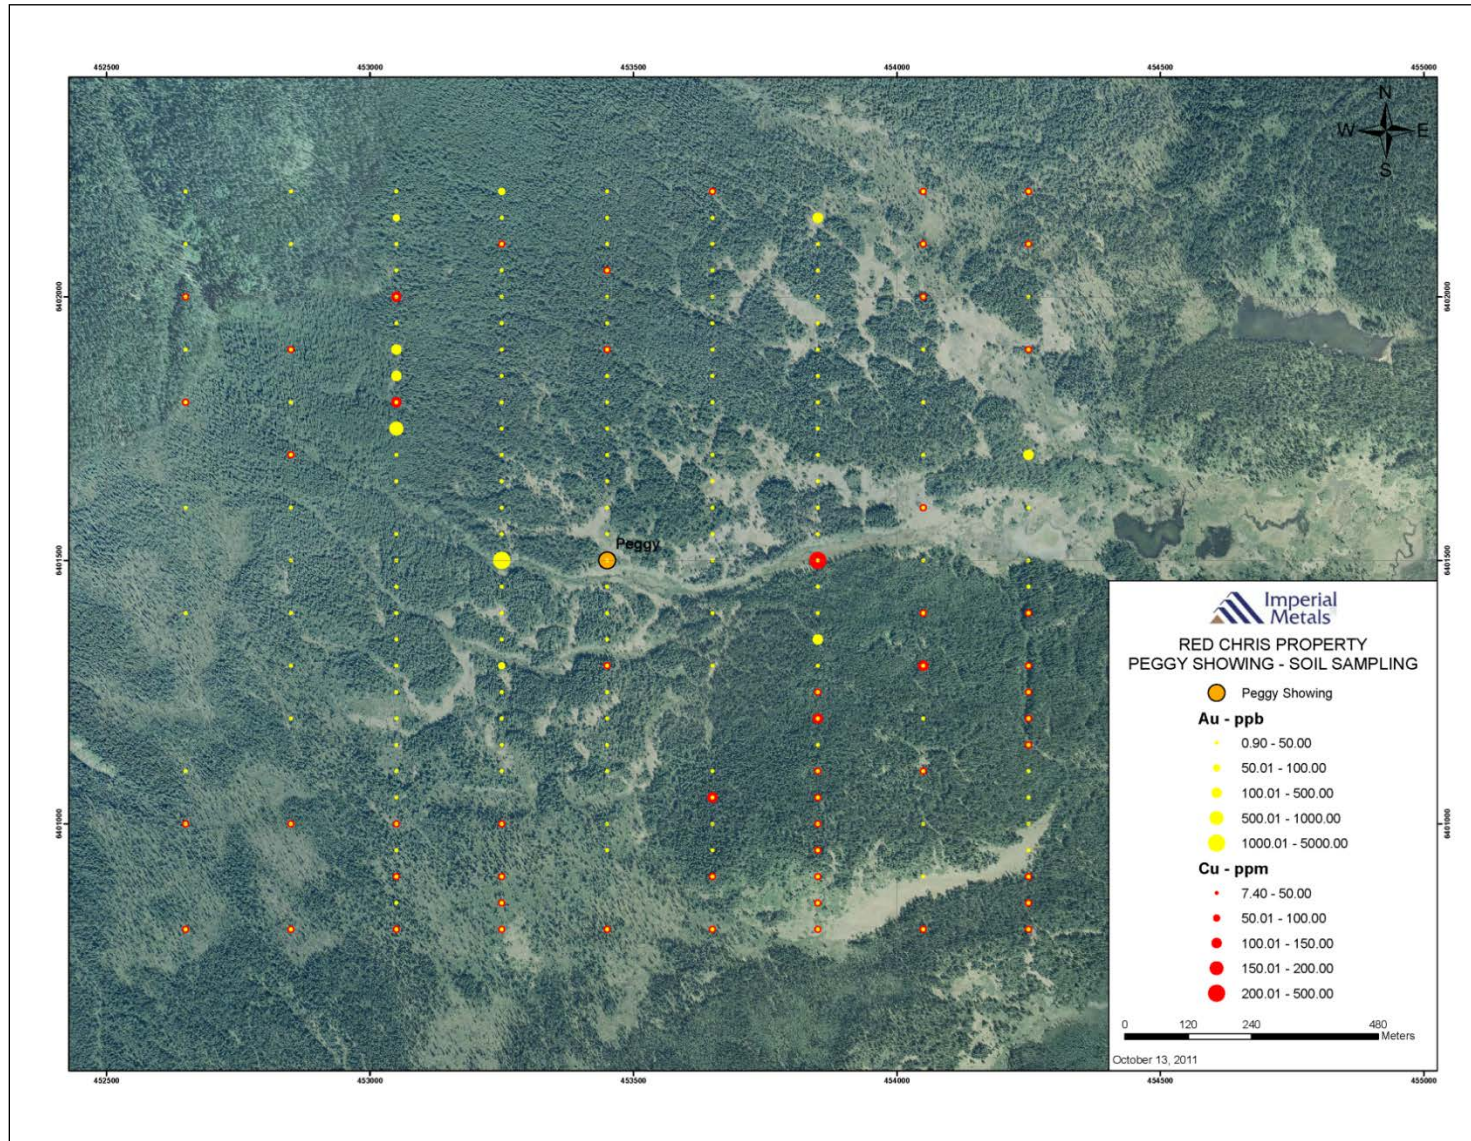 452500 453000 453500 454000 454500 455000
N
W E
S
6402000 6402000
Peggy
6401500 6401500
Imperial
Metals
RED CHRIS PROPERTY
PEGGY SHOWING - SOIL SAMPLING
Peggy Showing
Au - ppb
0.90 - 50.00
50.01 - 100.00
100.01 - 500.00
500.01 - 1000.00
1000.01 - 5000.00
6401000 6401000
Cu - ppm
7.40 - 50.00
50.01 - 100.00
100.01 - 150.00
150.01 - 200.00
200.01 - 500.00
0 120 240 480
Meters
October 13, 2011
452500 453000 453500 454000 454500 455000